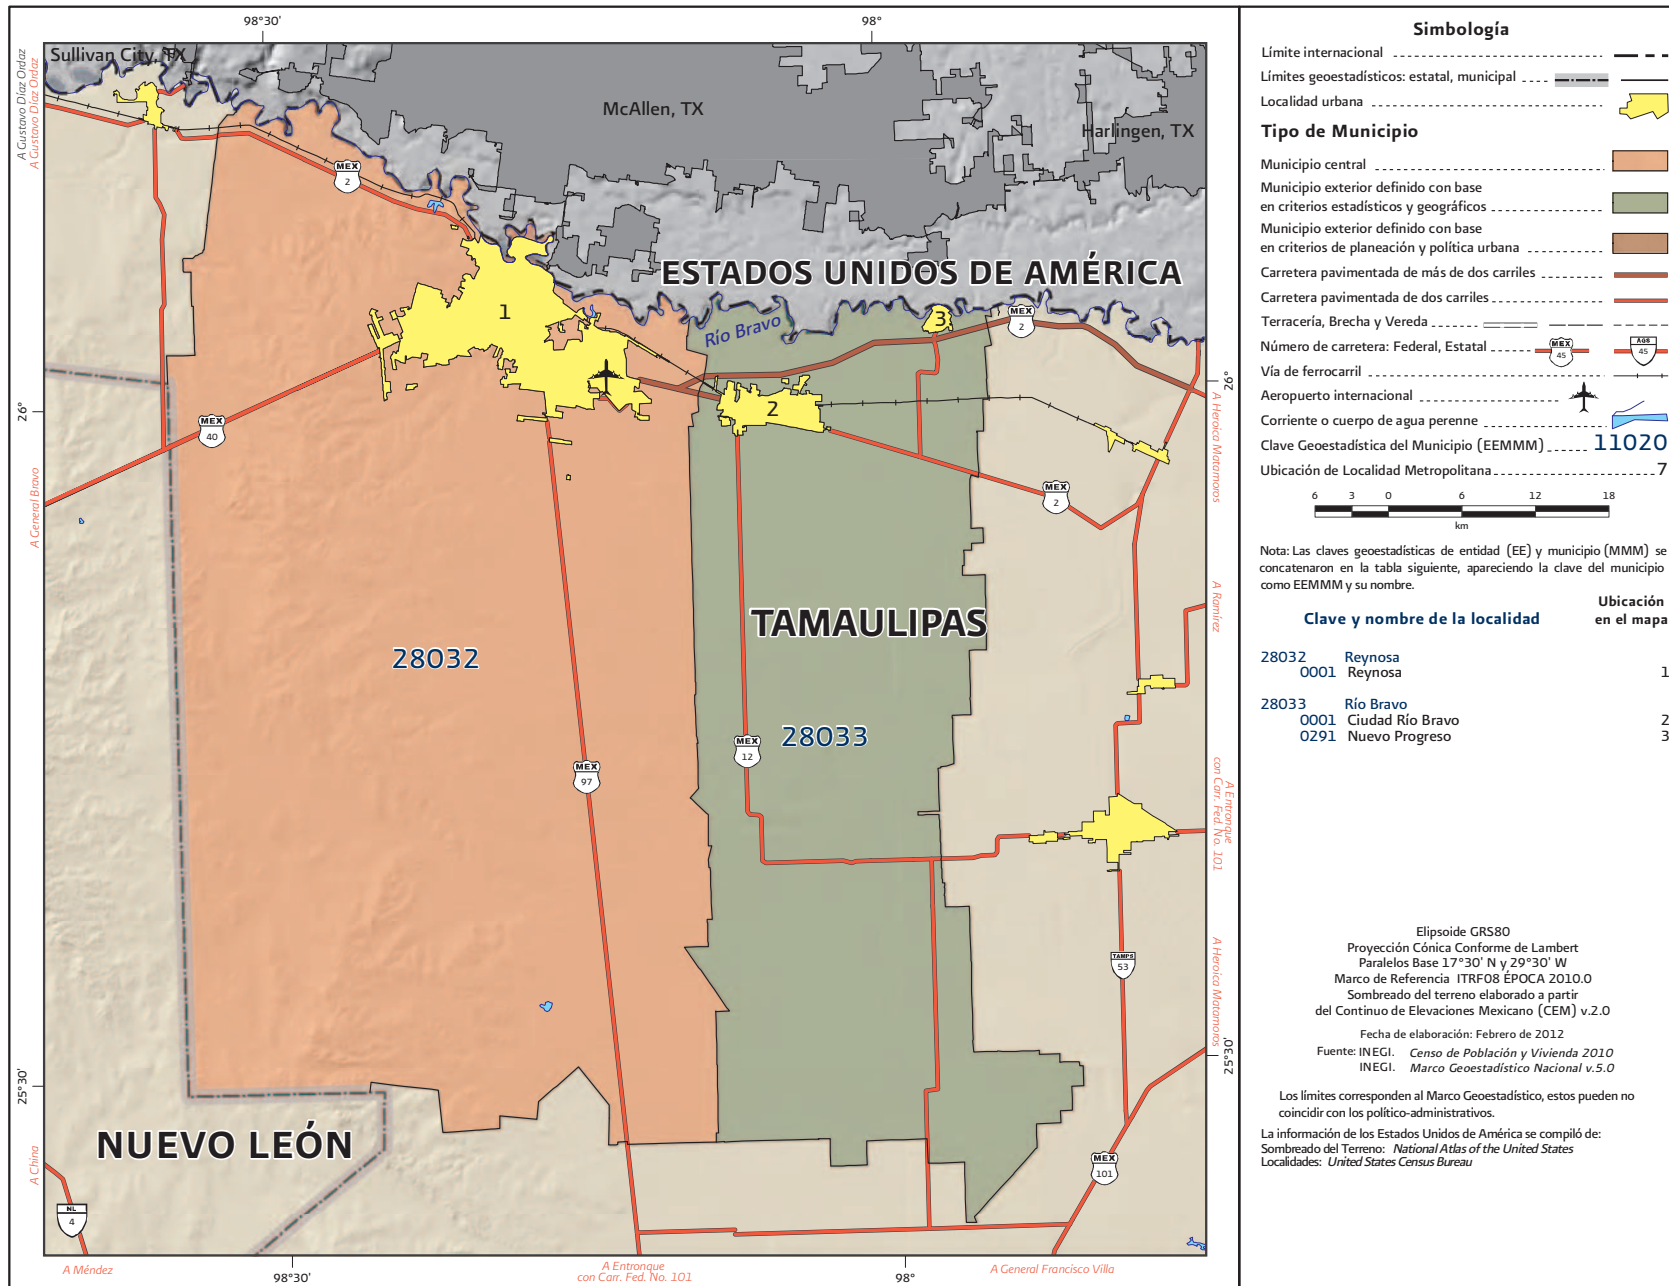 98°30'
98°
Sullivan City, TX
McAllen, TX
Harlingen, TX
A Gustavo Díaz Ordaz
A Gustavo Díaz Ordaz
MEX
2
ESTADOS UNIDOS DE AMÉRICA
1
3
MEX
2
Río Bravo
26°
26°
2
MEX
40
A Heroica Matamoros
A General Bravo
MEX
2
A Ramírez
TAMAULIPAS
28032
28033
MEX
12
MEX
97
A Entronque
con Carr. Fed. No. 101
A Heroica Matamoros
TAMPS
53
25°30'
25°30'
NUEVO LEÓN
A China
MEX
101
NL
4
A Méndez
98°30'
A Entronque
con Carr. Fed. No. 101
98°
A General Francisco Villa
Simbología
Límite internacional
Límites geoestadísticos: estatal, municipal
Localidad urbana
Tipo de Municipio
Municipio central
Municipio exterior definido con base
en criterios estadísticos y geográficos
Municipio exterior definido con base
en criterios de planeación y política urbana
Carretera pavimentada de más de dos carriles
Carretera pavimentada de dos carriles
Terracería, Brecha y Vereda
Número de carretera: Federal, Estatal MEX 45 AGS 45
Vía de ferrocarril
Aeropuerto internacional
Corriente o cuerpo de agua perenne
Clave Geoestadística del Municipio (EEMMM) 11020
Ubicación de Localidad Metropolitana 7
6 3 0 6 12 18
km
Nota: Las claves geoestadísticas de entidad (EE) y municipio (MMM) se
concatenaron en la tabla siguiente, apareciendo la clave del municipio
como EEMMM y su nombre.
Clave y nombre de la localidad
Ubicación
en el mapa
28032 Reynosa
0001 Reynosa 1
28033 Río Bravo
0001 Ciudad Río Bravo 2
0291 Nuevo Progreso 3
Elipsoide GRS80
Proyección Cónica Conforme de Lambert
Paralelos Base 17°30' N y 29°30' W
Marco de Referencia ITRF08 ÉPOCA 2010.0
Sombreado del terreno elaborado a partir
del Continuo de Elevaciones Mexicano (CEM) v.2.0
Fecha de elaboración: Febrero de 2012
Fuente: INEGI. Censo de Población y Vivienda 2010
INEGI. Marco Geoestadístico Nacional v.5.0
Los límites corresponden al Marco Geoestadístico, estos pueden no
coincidir con los político-administrativos.
La información de los Estados Unidos de América se compiló de:
Sombreado del Terreno: National Atlas of the United States
Localidades: United States Census Bureau